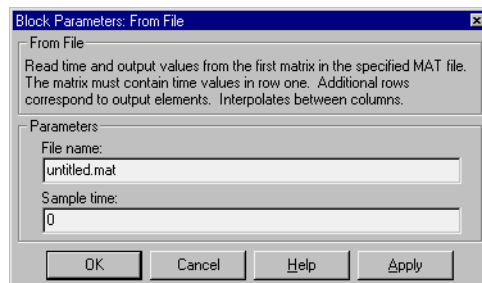 Block Parameters: From File
From File
Read time and output values from the first matrix in the specified MAT file.
The matrix must contain time values in row one.  Additional rows
correspond to output elements.  Interpolates between columns.
Parameters
File name:
untitled.mat
Sample time:
0
OK Cancel Help Apply